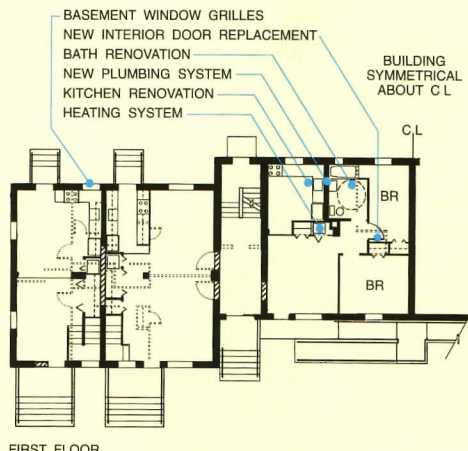 BASEMENT WINDOW GRILLES
NEW INTERIOR DOOR REPLACEMENT
BATH RENOVATION
NEW PLUMBING SYSTEM
KITCHEN RENOVATION
HEATING SYSTEM
BUILDING
SYMMETRICAL
ABOUT C L
C L
BR
BR
FIRST FLOOR